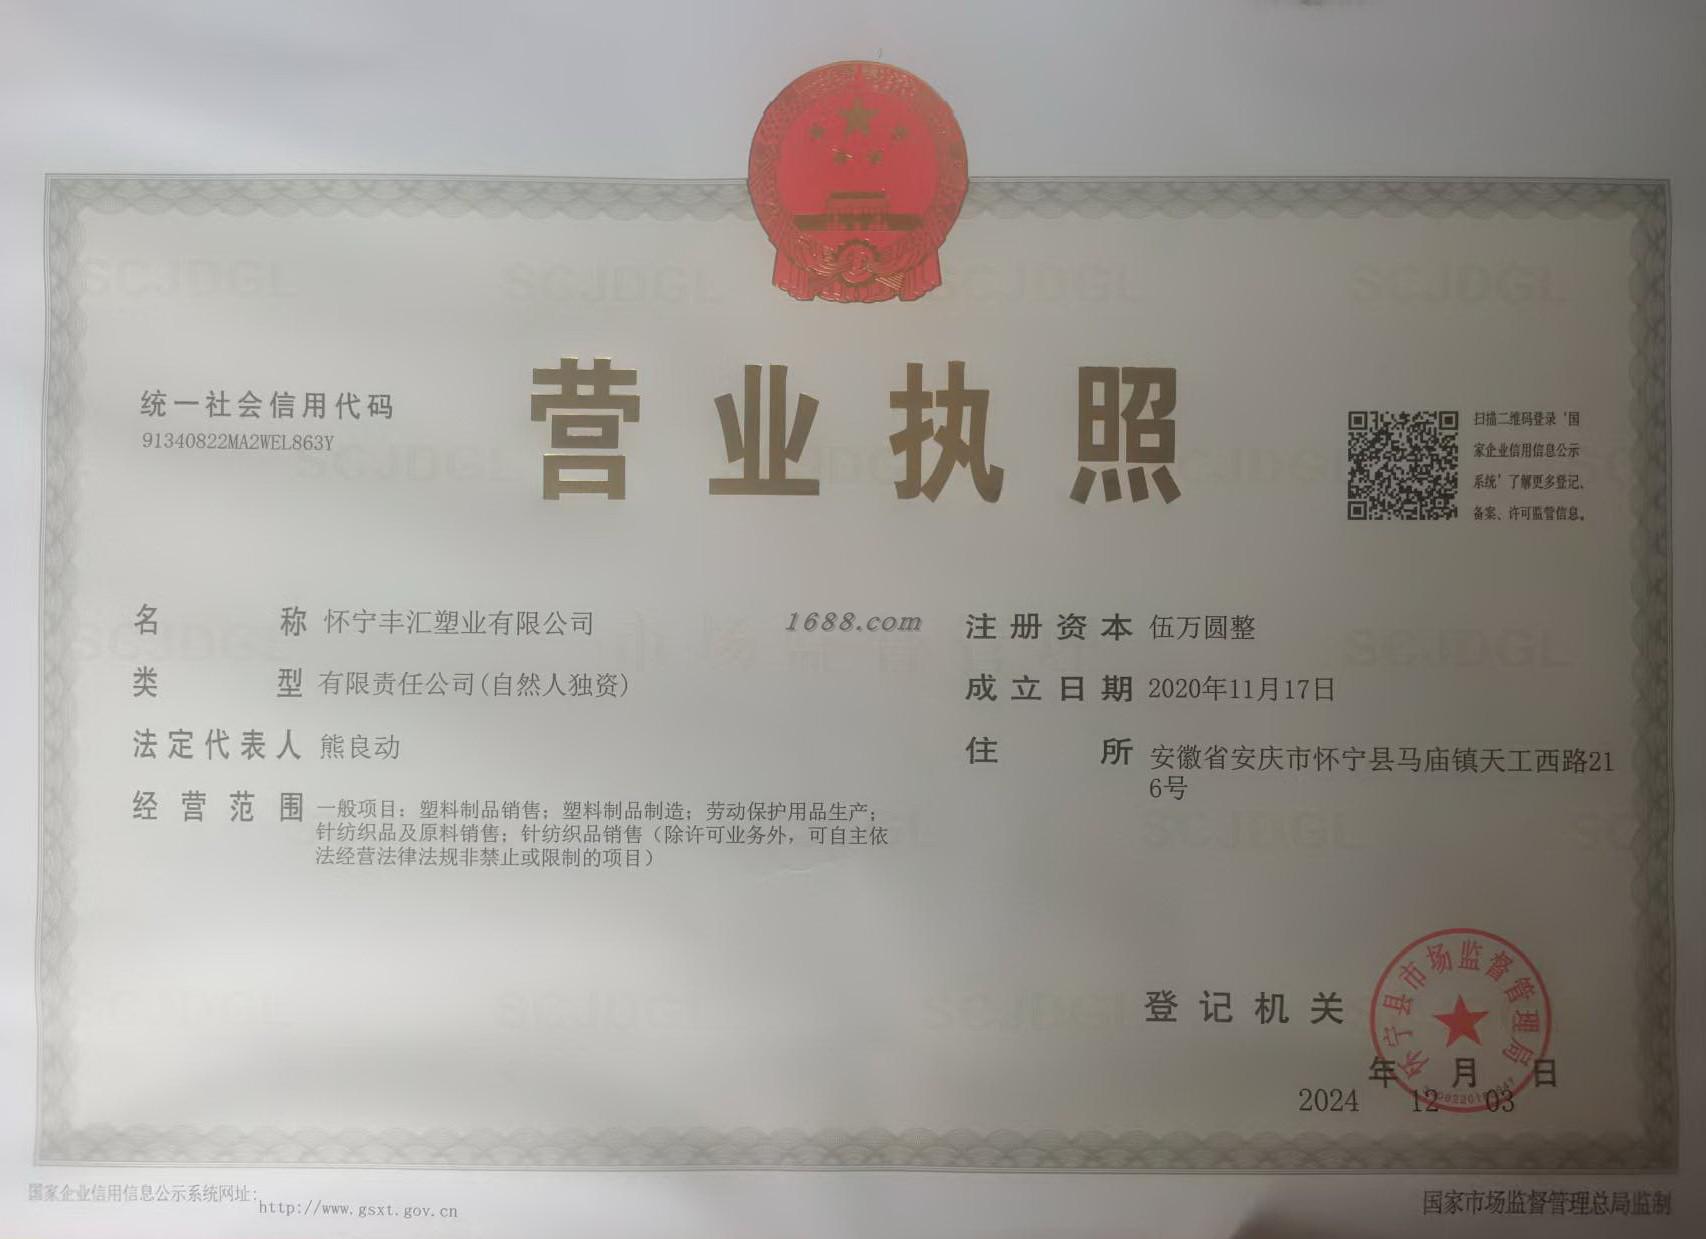 营业执照
统一社会信用代码
91340822MA2WEL863Y
扫描二维码登录‘国
家企业信用信息公示
系统’了解更多登记、
备案、许可监管信息。
名称 怀宁丰汇塑业有限公司
1688.com
类型 有限责任公司(自然人独资)
法定代表人 熊良动
经营范围 一般项目：塑料制品销售；塑料制品制造；劳动保护用品生产；
针纺织品及原料销售；针纺织品销售（除许可业务外，可自主依
法经营法律法规非禁止或限制的项目）
注册资本 伍万圆整
成立日期 2020年11月17日
住所 安徽省安庆市怀宁县马庙镇天工西路21
6号
登记机关
怀宁县市场监督管理局
年 月 日
2024 12 03
国家企业信用信息公示系统网址:
http://www.gsxt.gov.cn
国家市场监督管理总局监制
SCJDGL